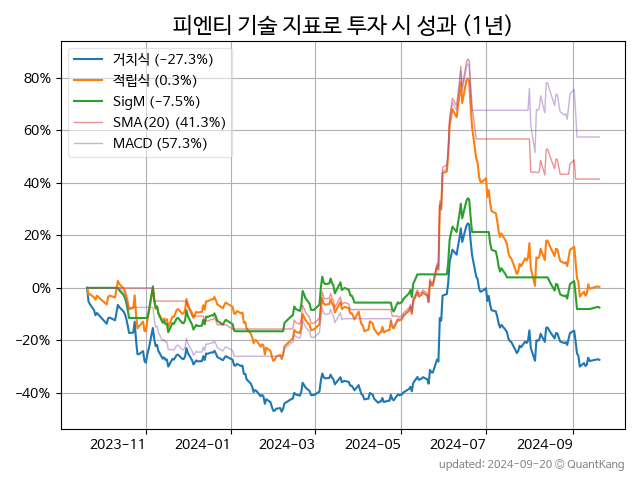 피엔티 기술 지표로 투자 시 성과 (1년)
거치식 (−27.3%)
적립식 (0.3%)
SigM (−7.5%)
SMA(20) (41.3%)
MACD (57.3%)
80%
60%
40%
20%
0%
−20%
−40%
2023-11 2024-01 2024-03 2024-05 2024-07 2024-09
updated: 2024-09-20 © QuantKang